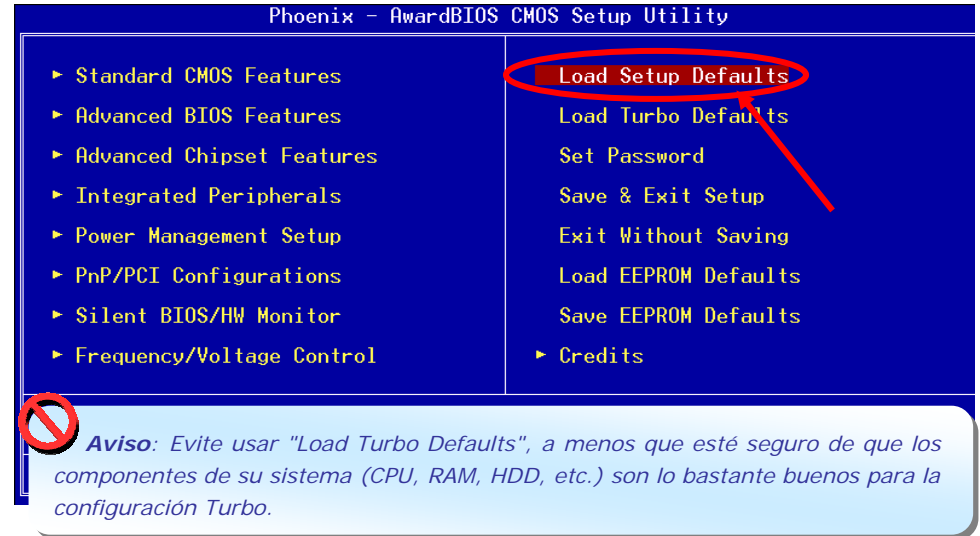 Phoenix - AwardBIOS CMOS Setup Utility
► Standard CMOS Features
► Advanced BIOS Features
► Advanced Chipset Features
► Integrated Peripherals
► Power Management Setup
► PnP/PCI Configurations
► Silent BIOS/HW Monitor
► Frequency/Voltage Control
Load Setup Defaults
Load Turbo Defaults
Set Password
Save & Exit Setup
Exit Without Saving
Load EEPROM Defaults
Save EEPROM Defaults
► Credits
Aviso: Evite usar "Load Turbo Defaults", a menos que esté seguro de que los
componentes de su sistema (CPU, RAM, HDD, etc.) son lo bastante buenos para la
configuración Turbo.